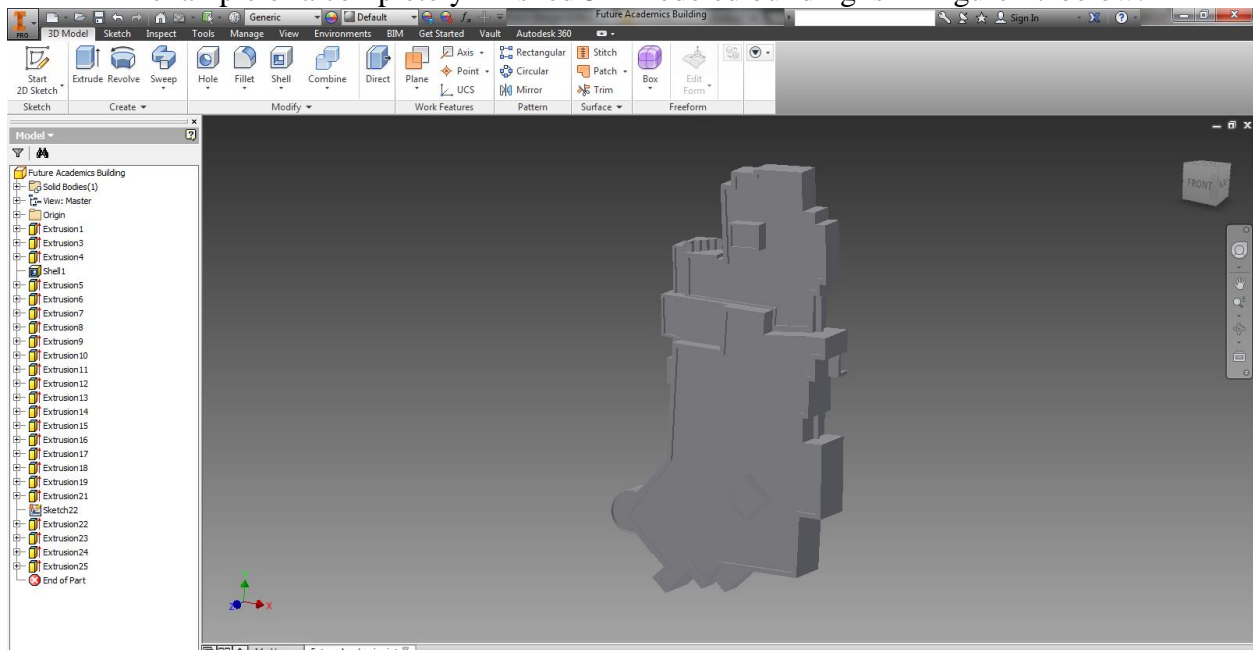 Generic Default fx Future Academics Building Sign In
PRO 3D Model Sketch Inspect Tools Manage View Environments BIM Get Started Vault Autodesk 360
Start 2D Sketch Extrude Revolve Sweep Hole Fillet Shell Combine Direct Plane Axis Point UCS Rectangular Circular Mirror Stitch Patch Trim Box Edit Form
Sketch Create Modify Work Features Pattern Surface Freeform
Model
Future Academics Building
Solid Bodies(1)
View: Master
Origin
Extrusion1
Extrusion3
Extrusion4
Shell1
Extrusion5
Extrusion6
Extrusion7
Extrusion8
Extrusion9
Extrusion10
Extrusion11
Extrusion12
Extrusion13
Extrusion14
Extrusion15
Extrusion16
Extrusion17
Extrusion18
Extrusion19
Extrusion21
Sketch22
Extrusion22
Extrusion23
Extrusion24
Extrusion25
End of Part
FRONT
Z X